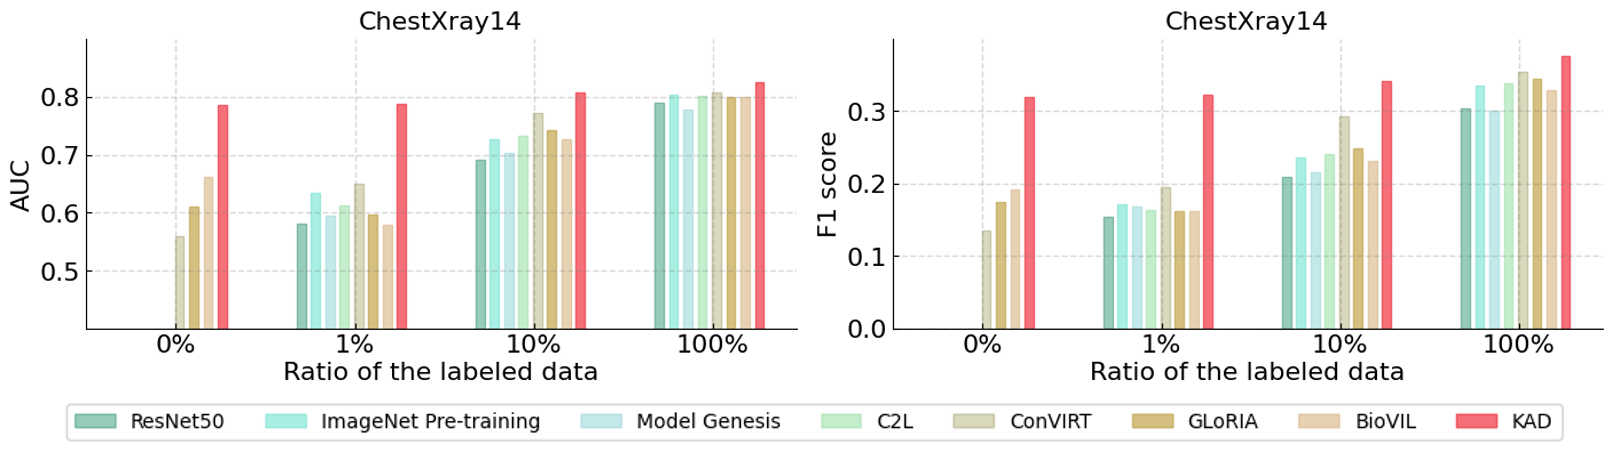 ChestXray14
AUC
0.8
0.7
0.6
0.5
0% 1% 10% 100%
Ratio of the labeled data
ChestXray14
F1 score
0.3
0.2
0.1
0.0
0% 1% 10% 100%
Ratio of the labeled data
ResNet50 ImageNet Pre-training Model Genesis C2L ConVIRT GLoRIA BioVIL KAD